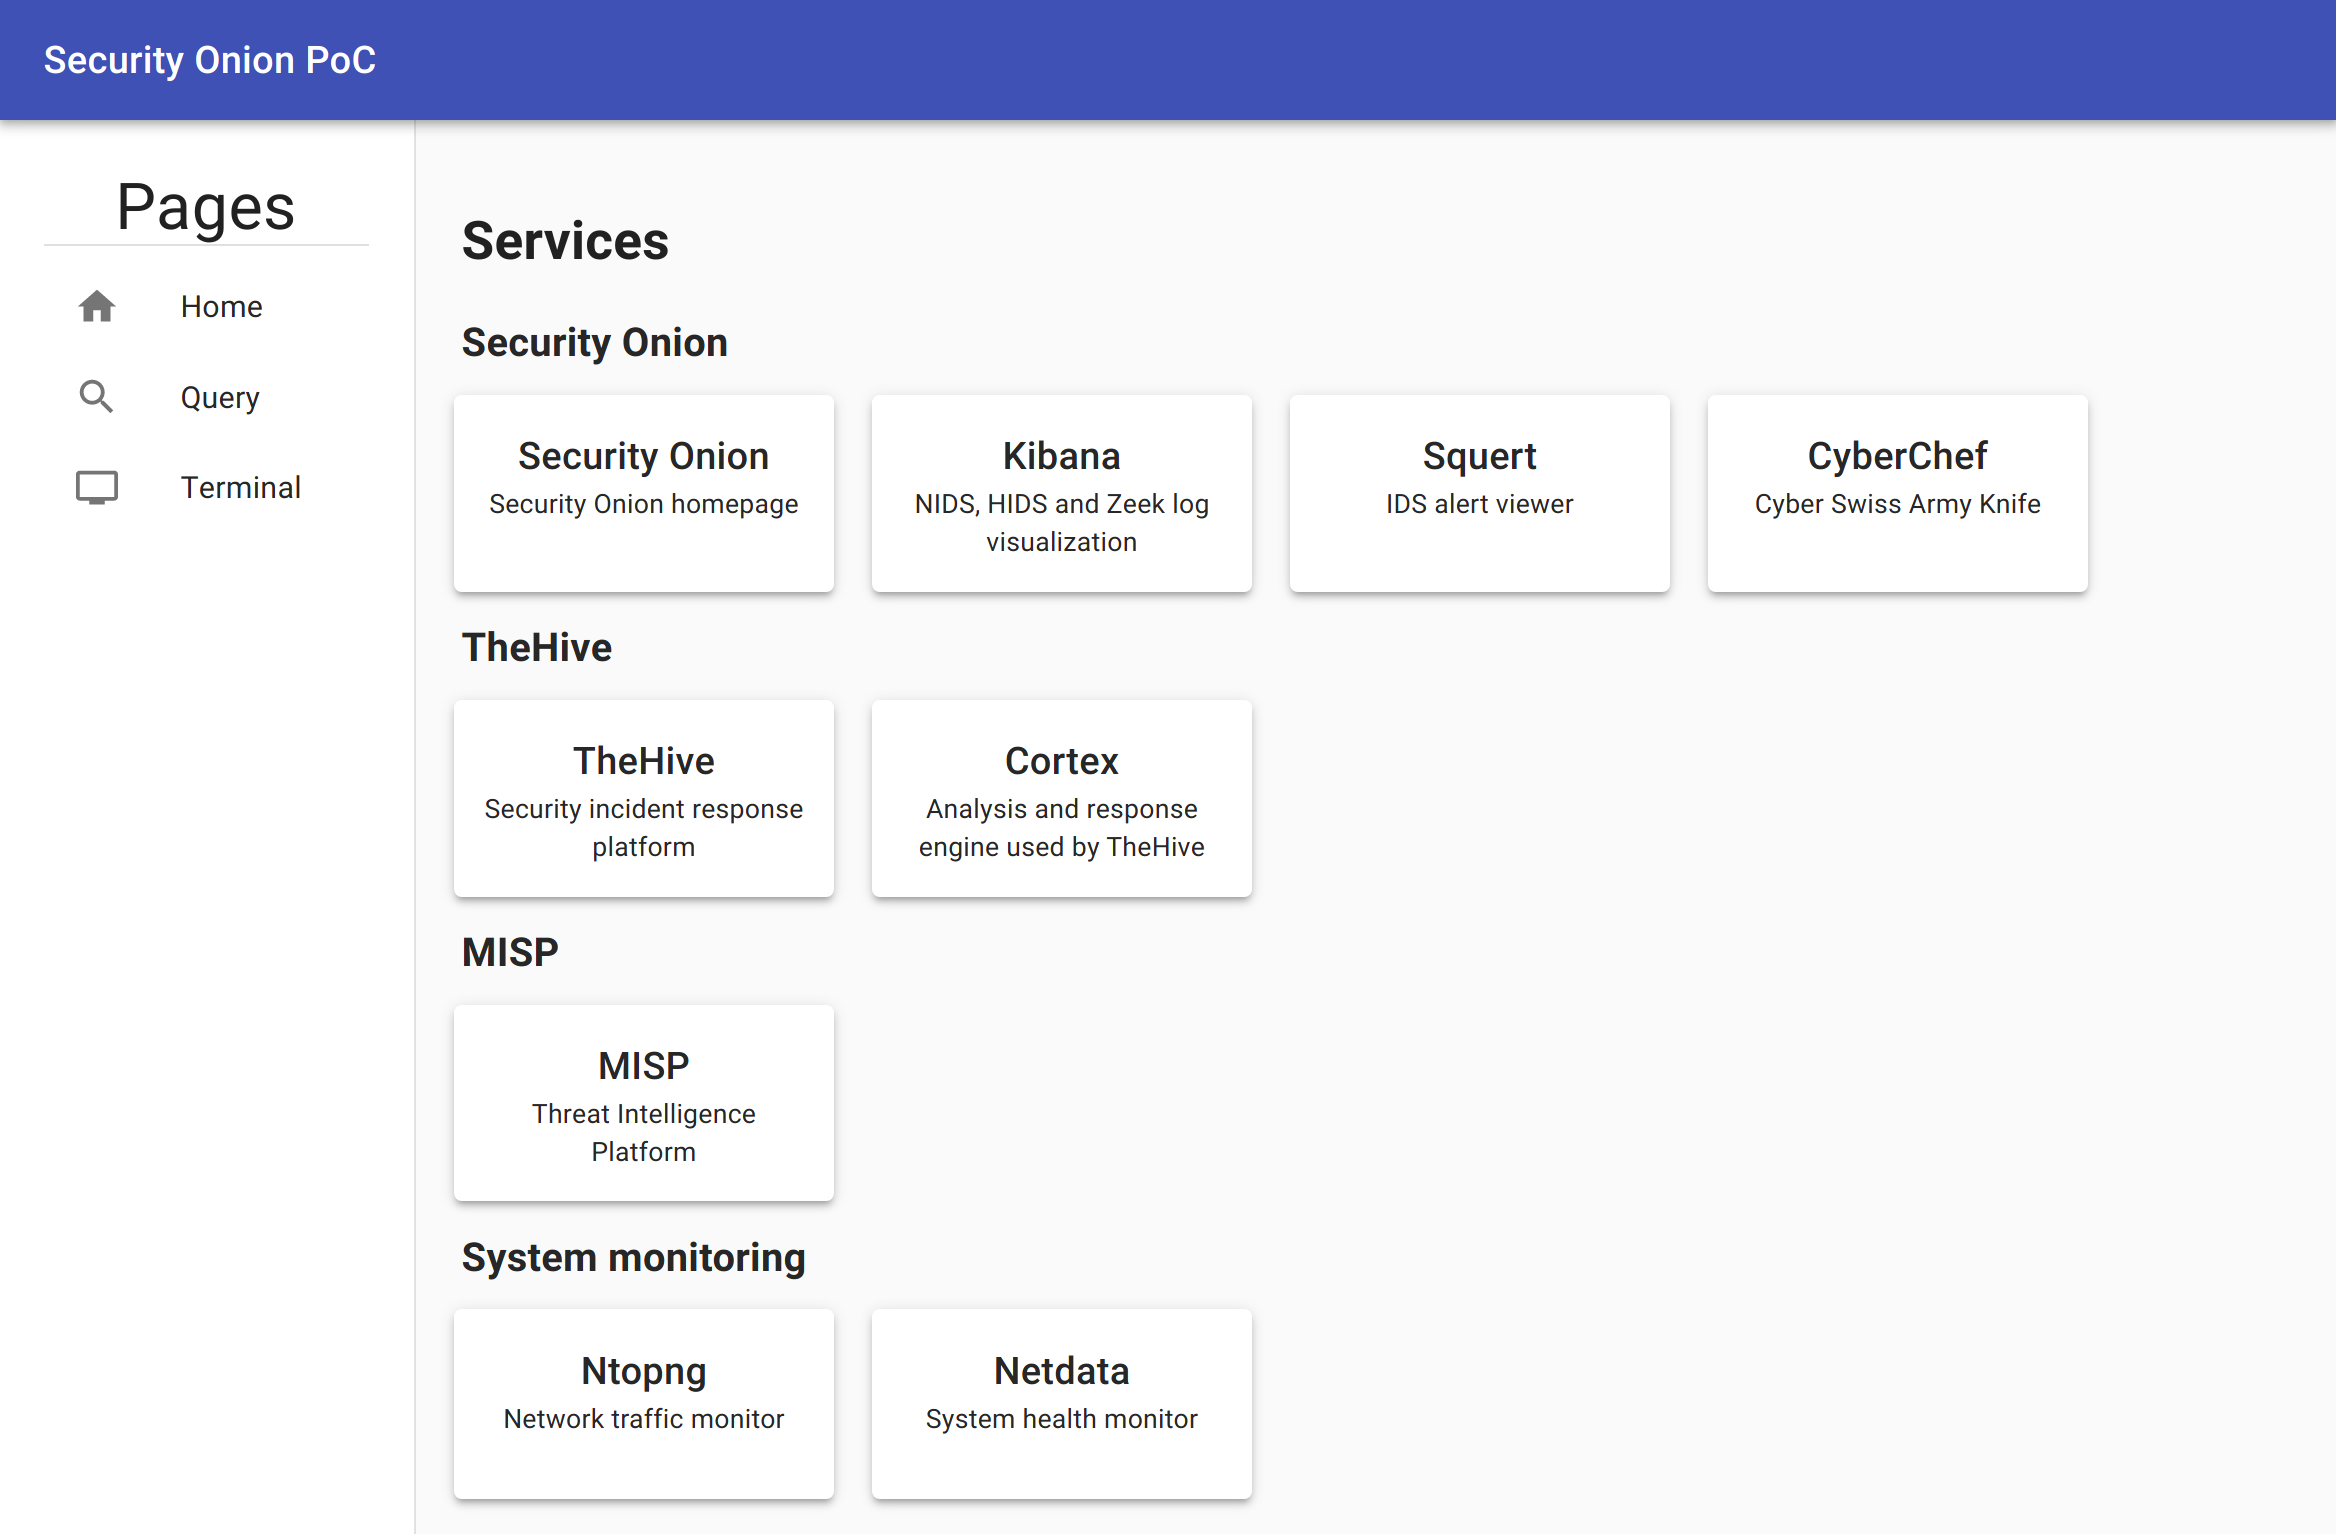 Security Onion PoC
Pages
Home
Query
Terminal
Services
Security Onion
Security Onion
Security Onion homepage
Kibana
NIDS, HIDS and Zeek log
visualization
Squert
IDS alert viewer
CyberChef
Cyber Swiss Army Knife
TheHive
TheHive
Security incident response
platform
Cortex
Analysis and response
engine used by TheHive
MISP
MISP
Threat Intelligence
Platform
System monitoring
Ntopng
Network traffic monitor
Netdata
System health monitor